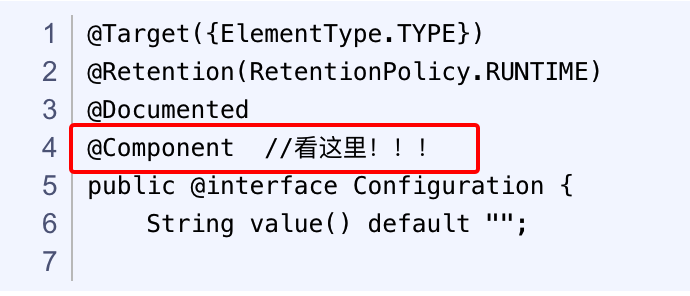 1 @Target({ElementType.TYPE})
2 @Retention(RetentionPolicy.RUNTIME)
3 @Documented
4 @Component  //看这里！！！
5 public @interface Configuration {
6     String value() default "";
7